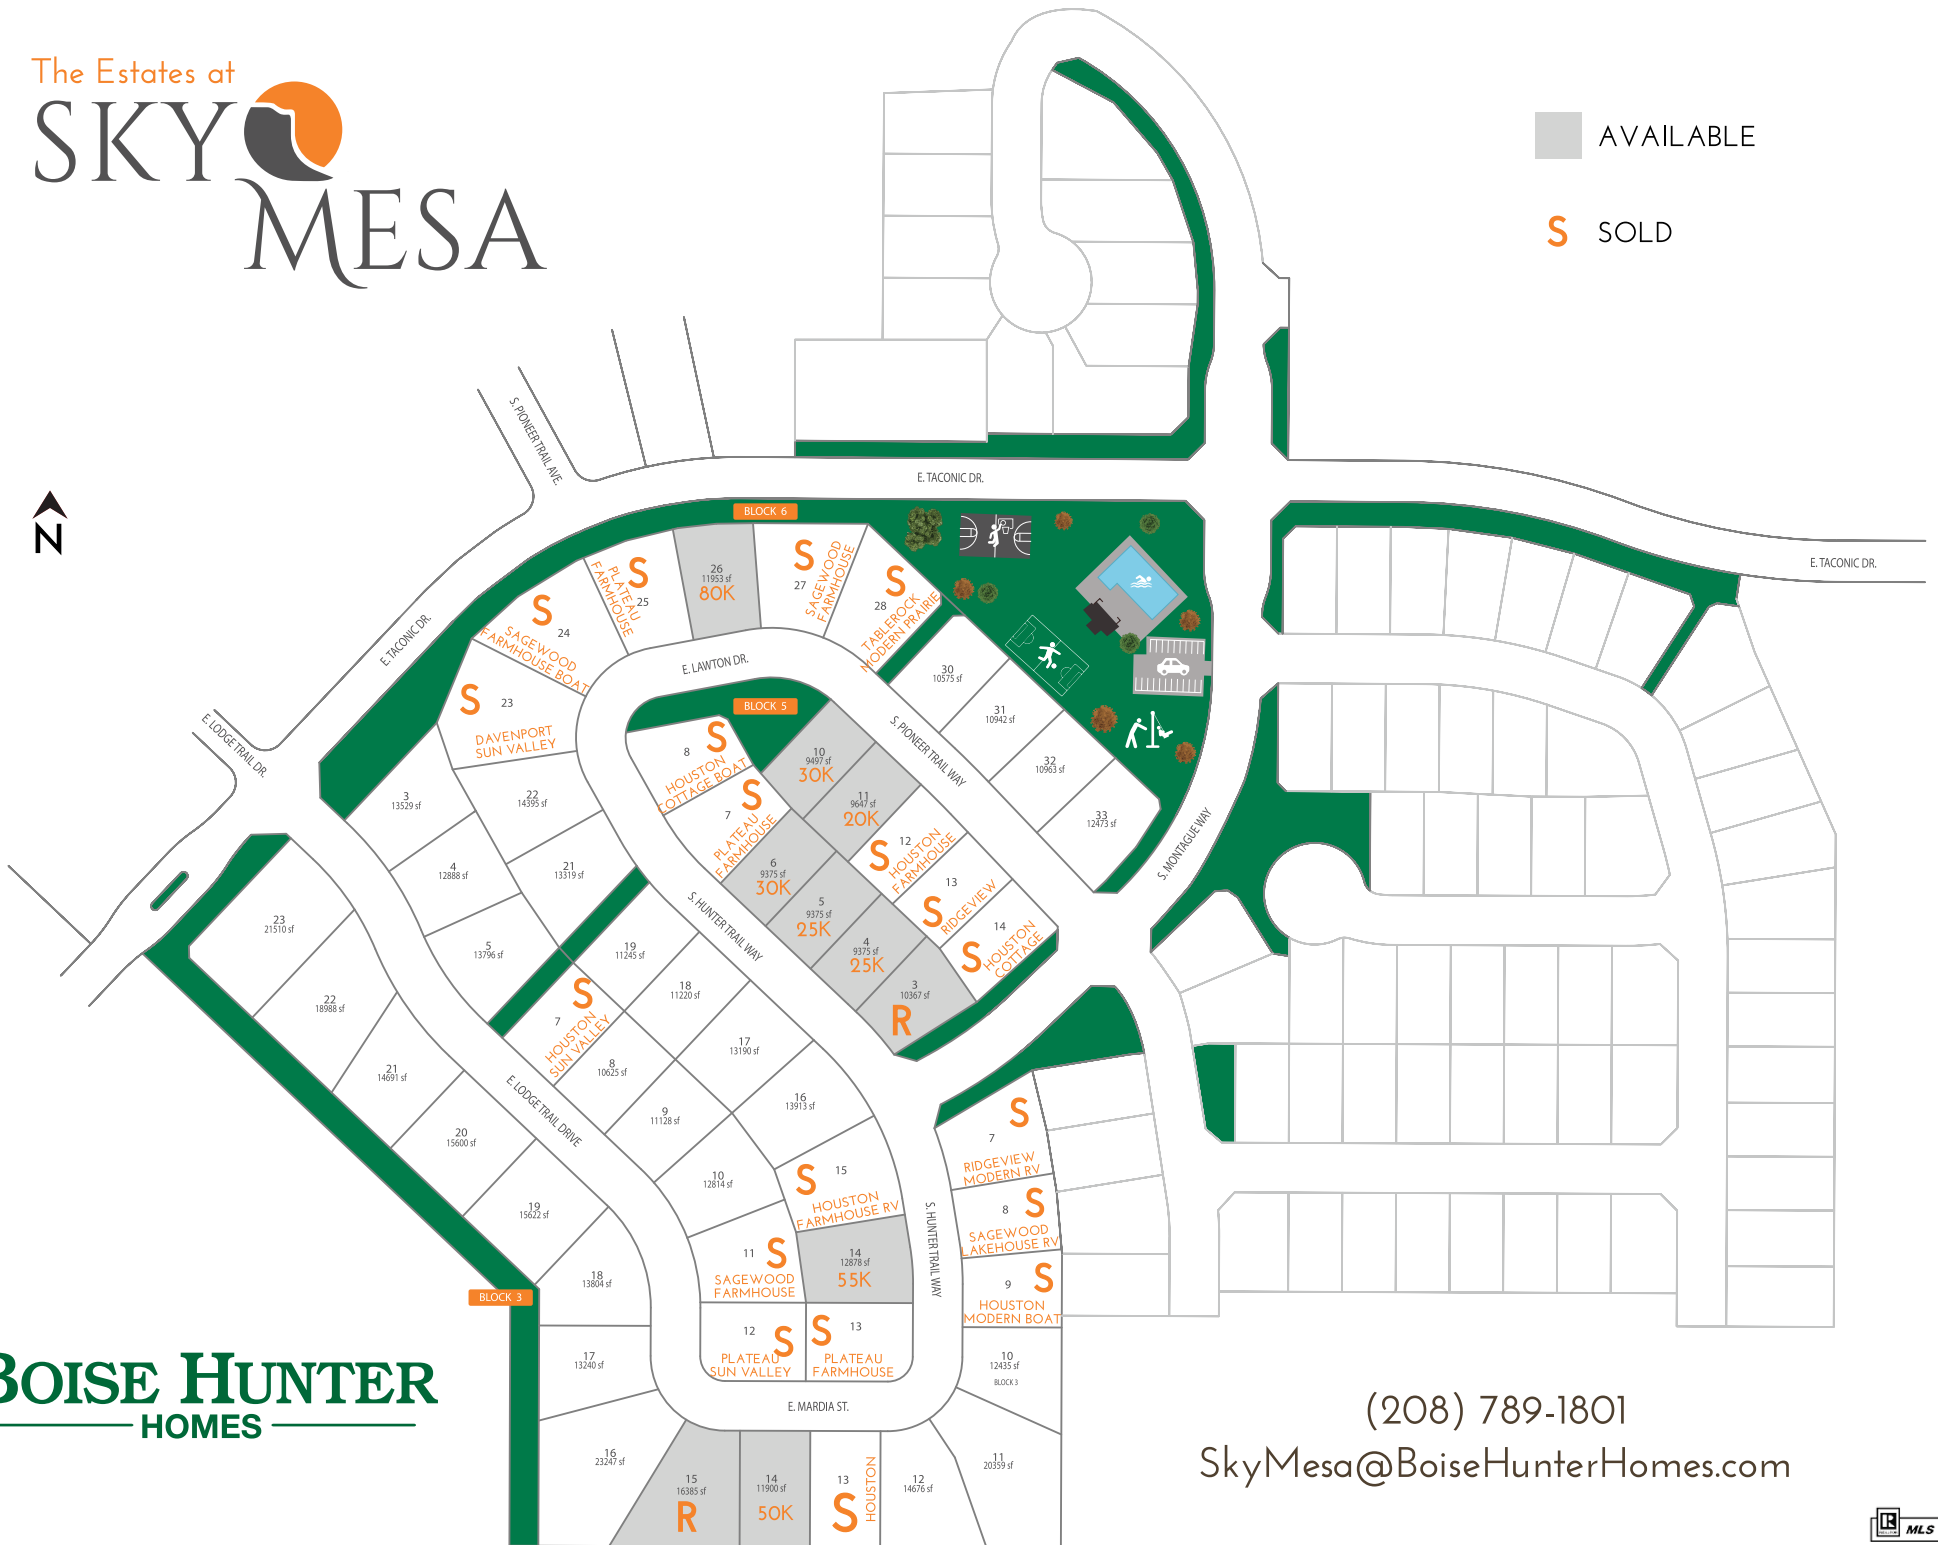 The Estates at
SKY
MESA
AVAILABLE
S SOLD
N
S. PIONEER TRAIL AVE.
E. TACONIC DR.
E. TACONIC DR.
E. TACONIC DR.
E. LODGE TRAIL DR.
BLOCK 6
26
11953 sf
80K
S
27
SAGEWOOD
FARMHOUSE
S
28
TABLEROCK
MODERN PRAIRIE
S
25
PLATEAU
FARMHOUSE
S
24
SAGEWOOD
FARMHOUSE BOAT
S
23
DAVENPORT
SUN VALLEY
E. LAWTON DR.
30
10575 sf
31
10942 sf
32
10963 sf
33
12473 sf
S. PIONEER TRAIL WAY
S. MONTAGUE WAY
BLOCK 5
8
S
HOUSTON
COTTAGE BOAT
7
S
PLATEAU
FARMHOUSE
10
9497 sf
30K
11
9647 sf
20K
12
S
HOUSTON
FARMHOUSE
13
S
RIDGEVIEW
14
S
HOUSTON
COTTAGE
6
9375 sf
30K
5
9375 sf
25K
4
9375 sf
25K
3
10367 sf
R
S. HUNTER TRAIL WAY
3
13529 sf
22
14395 sf
4
12888 sf
21
13319 sf
5
13796 sf
19
11245 sf
18
11220 sf
S
7
HOUSTON
SUN VALLEY
8
10625 sf
17
13190 sf
9
11128 sf
16
13913 sf
10
12814 sf
S
15
HOUSTON
FARMHOUSE RV
11
S
SAGEWOOD
FARMHOUSE
14
12878 sf
55K
12
S
PLATEAU
SUN VALLEY
S
13
PLATEAU
FARMHOUSE
E. LODGE TRAIL DRIVE
S. HUNTER TRAIL WAY
E. MARDIA ST.
23
21510 sf
22
18988 sf
21
14691 sf
20
15600 sf
19
15622 sf
18
13804 sf
BLOCK 3
17
13240 sf
16
23247 sf
15
16385 sf
R
14
11900 sf
50K
13
S
HOUSTON
12
14676 sf
11
20359 sf
10
12435 sf
BLOCK 3
S
7
RIDGEVIEW
MODERN RV
8
S
SAGEWOOD
LAKEHOUSE RV
9
S
HOUSTON
MODERN BOAT
BOISE HUNTER
HOMES
(208) 789-1801
SkyMesa@BoiseHunterHomes.com
R
MLS